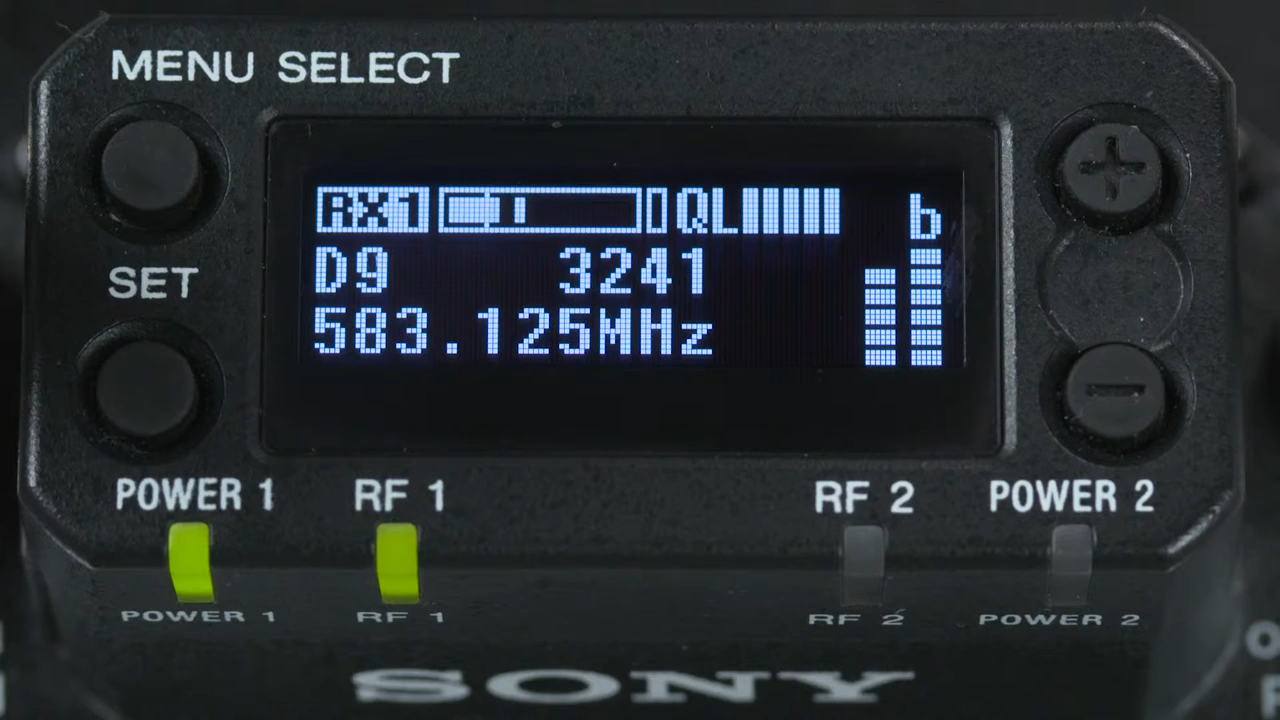 MENU SELECT
RX1 QL b
SET
D9 3241
583.125MHz
POWER 1 RF 1 RF 2 POWER 2
POWER 1 RF 1 RF 2 POWER 2
SONY